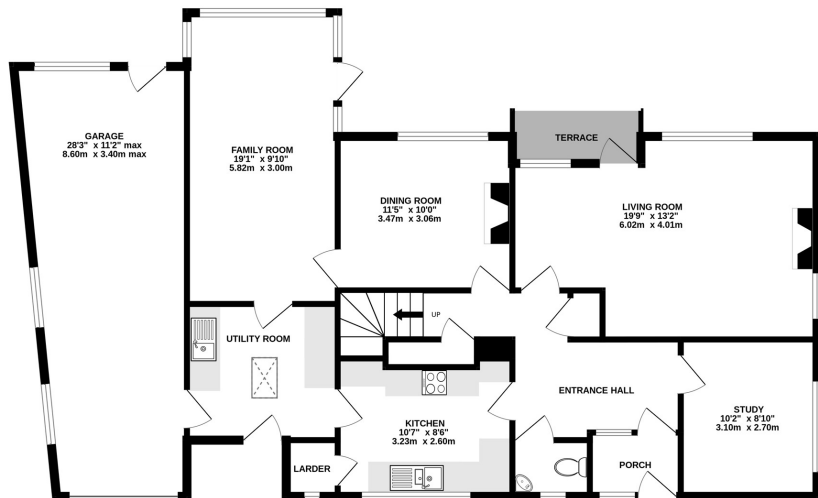 GARAGE
28'3" x 11'2" max
8.60m x 3.40m max
FAMILY ROOM
19'1" x 9'10"
5.82m x 3.00m
TERRACE
DINING ROOM
11'5" x 10'0"
3.47m x 3.06m
LIVING ROOM
19'9" x 13'2"
6.02m x 4.01m
UP
UTILITY ROOM
ENTRANCE HALL
KITCHEN
10'7" x 8'6"
3.23m x 2.60m
STUDY
10'2" x 8'10"
3.10m x 2.70m
LARDER
PORCH